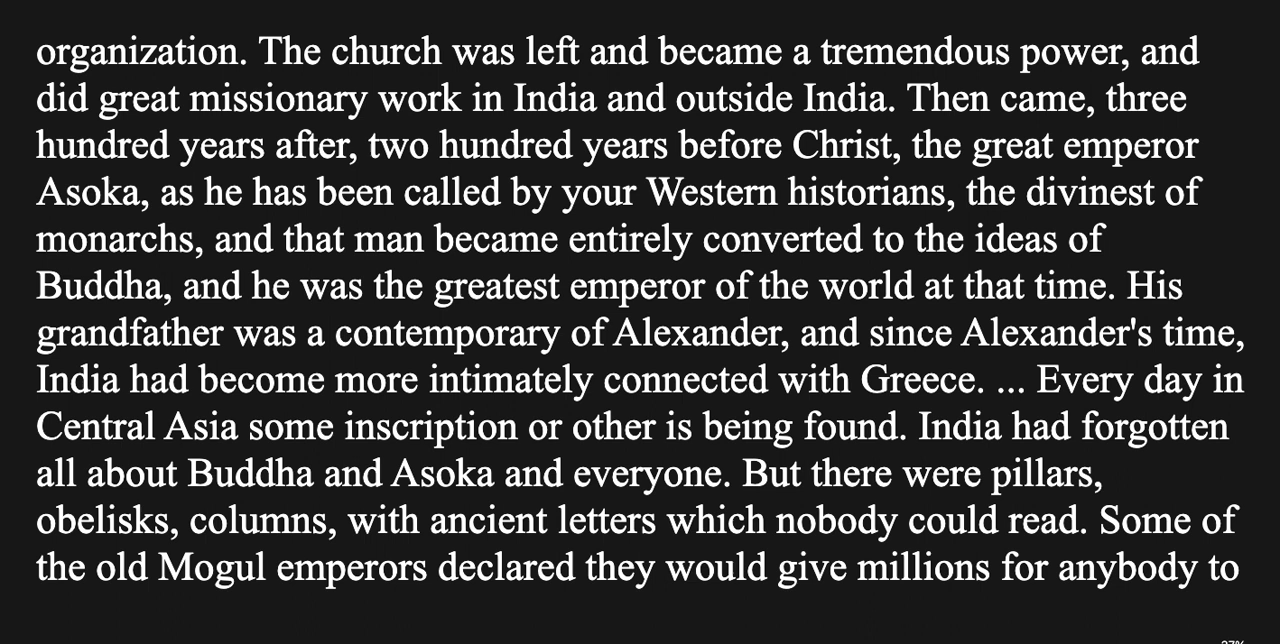 organization. The church was left and became a tremendous power, and
did great missionary work in India and outside India. Then came, three
hundred years after, two hundred years before Christ, the great emperor
Asoka, as he has been called by your Western historians, the divinest of
monarchs, and that man became entirely converted to the ideas of
Buddha, and he was the greatest emperor of the world at that time. His
grandfather was a contemporary of Alexander, and since Alexander's time,
India had become more intimately connected with Greece. ... Every day in
Central Asia some inscription or other is being found. India had forgotten
all about Buddha and Asoka and everyone. But there were pillars,
obelisks, columns, with ancient letters which nobody could read. Some of
the old Mogul emperors declared they would give millions for anybody to